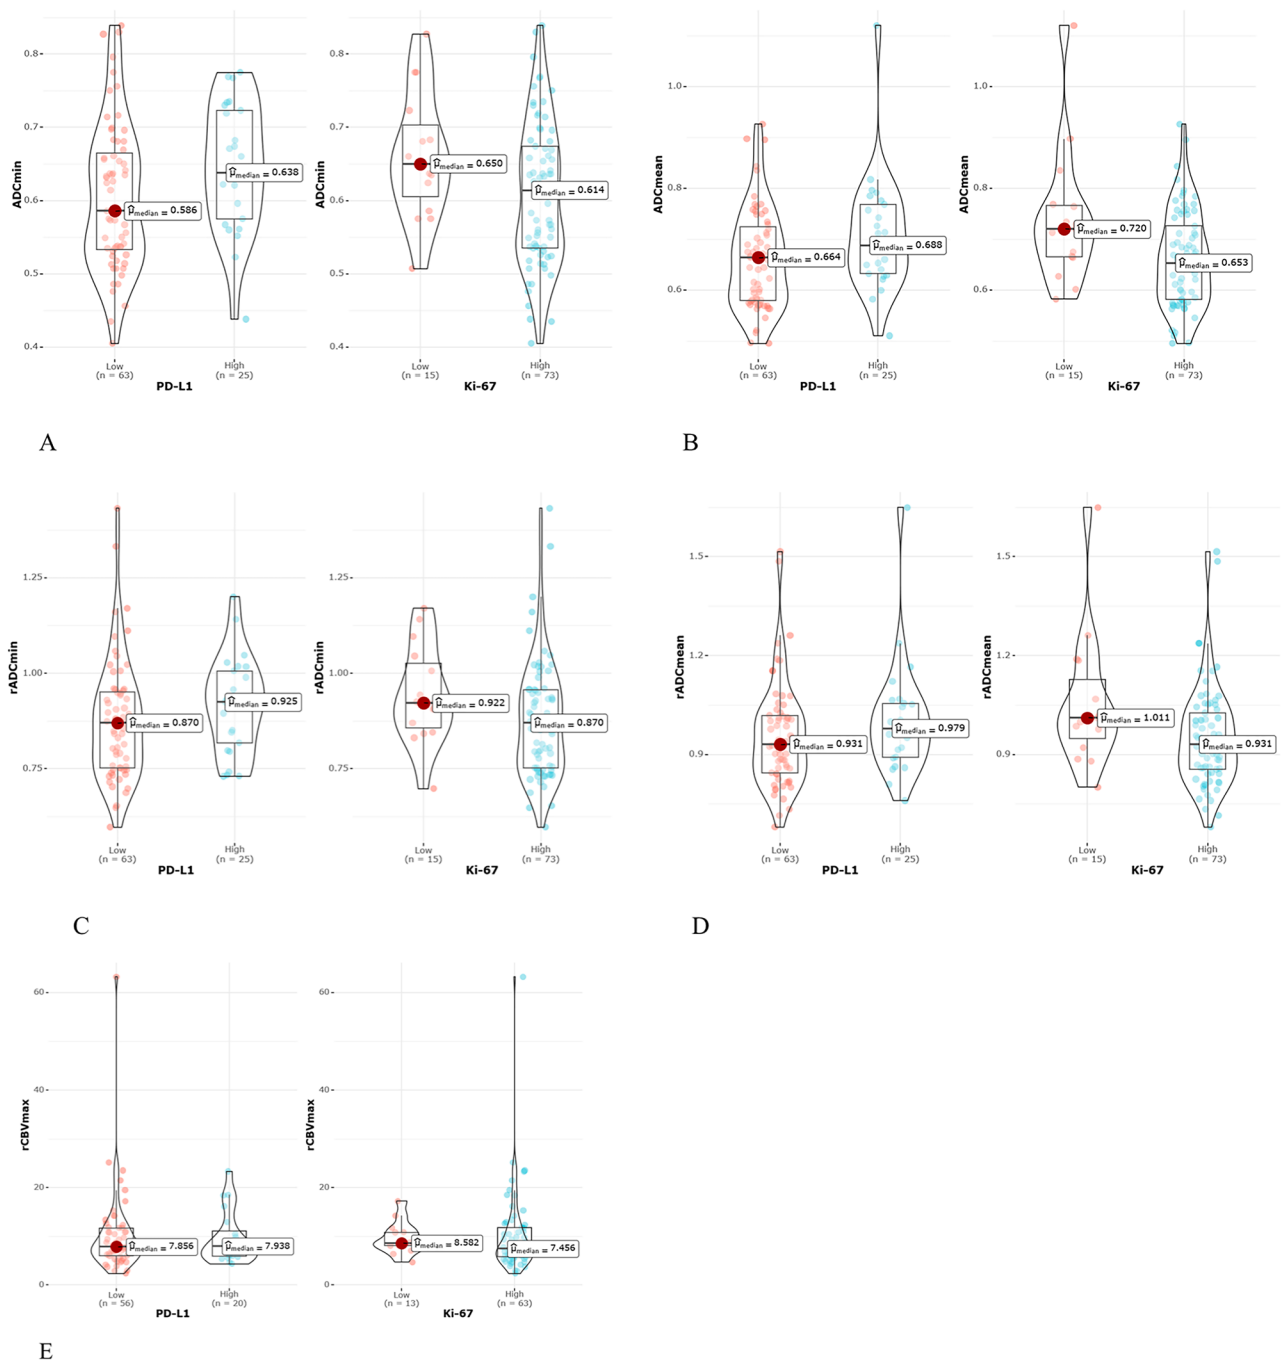 ADCmin
0.8
0.7
0.6
0.5
0.4
p̂median = 0.586
p̂median = 0.638
Low
(n = 63)
High
(n = 25)
PD-L1
ADCmin
0.8
0.7
0.6
0.5
0.4
p̂median = 0.650
p̂median = 0.614
Low
(n = 15)
High
(n = 73)
Ki-67
A
ADCmean
1.0
0.8
0.6
p̂median = 0.664
p̂median = 0.688
Low
(n = 63)
High
(n = 25)
PD-L1
ADCmean
1.0
0.8
0.6
p̂median = 0.720
p̂median = 0.653
Low
(n = 15)
High
(n = 73)
Ki-67
B
rADCmin
1.25
1.00
0.75
p̂median = 0.870
p̂median = 0.925
Low
(n = 63)
High
(n = 25)
PD-L1
rADCmin
1.25
1.00
0.75
p̂median = 0.922
p̂median = 0.870
Low
(n = 15)
High
(n = 73)
Ki-67
C
rADCmean
1.5
1.2
0.9
p̂median = 0.931
p̂median = 0.979
Low
(n = 63)
High
(n = 25)
PD-L1
rADCmean
1.5
1.2
0.9
p̂median = 1.011
p̂median = 0.931
Low
(n = 15)
High
(n = 73)
Ki-67
D
rCBVmax
60
40
20
0
p̂median = 7.856
p̂median = 7.938
Low
(n = 56)
High
(n = 20)
PD-L1
rCBVmax
60
40
20
0
p̂median = 8.582
p̂median = 7.456
Low
(n = 13)
High
(n = 63)
Ki-67
E